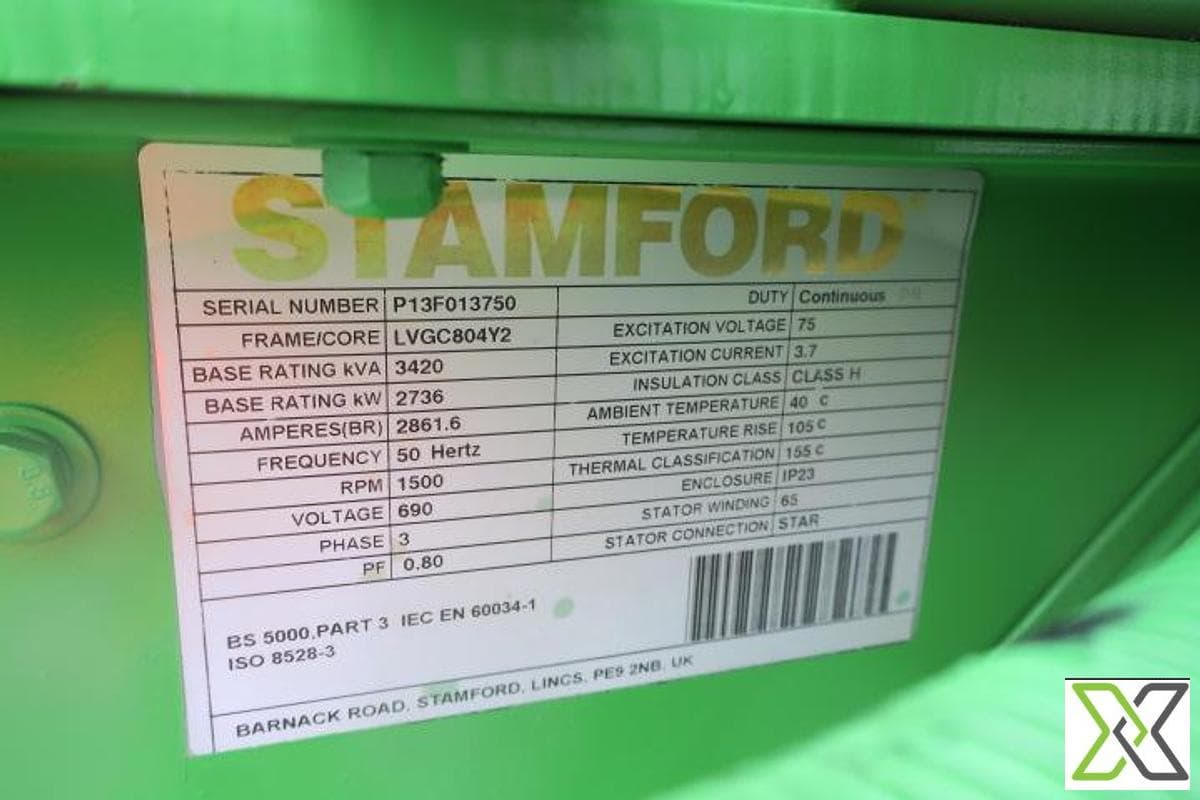 STAMFORD
SERIAL NUMBER P13F013750
FRAME/CORE LVGC804Y2
BASE RATING kVA 3420
BASE RATING kW 2736
AMPERES(BR) 2861.6
FREQUENCY 50 Hertz
RPM 1500
VOLTAGE 690
PHASE 3
PF 0.80
DUTY Continuous
EXCITATION VOLTAGE 75
EXCITATION CURRENT 3.7
INSULATION CLASS CLASS H
AMBIENT TEMPERATURE 40 C
TEMPERATURE RISE 105 C
THERMAL CLASSIFICATION 155 C
ENCLOSURE IP23
STATOR WINDING 65
STATOR CONNECTION STAR
BS 5000,PART 3 IEC EN 60034-1
ISO 8528-3
BARNACK ROAD, STAMFORD, LINCS, PE9 2NB, UK